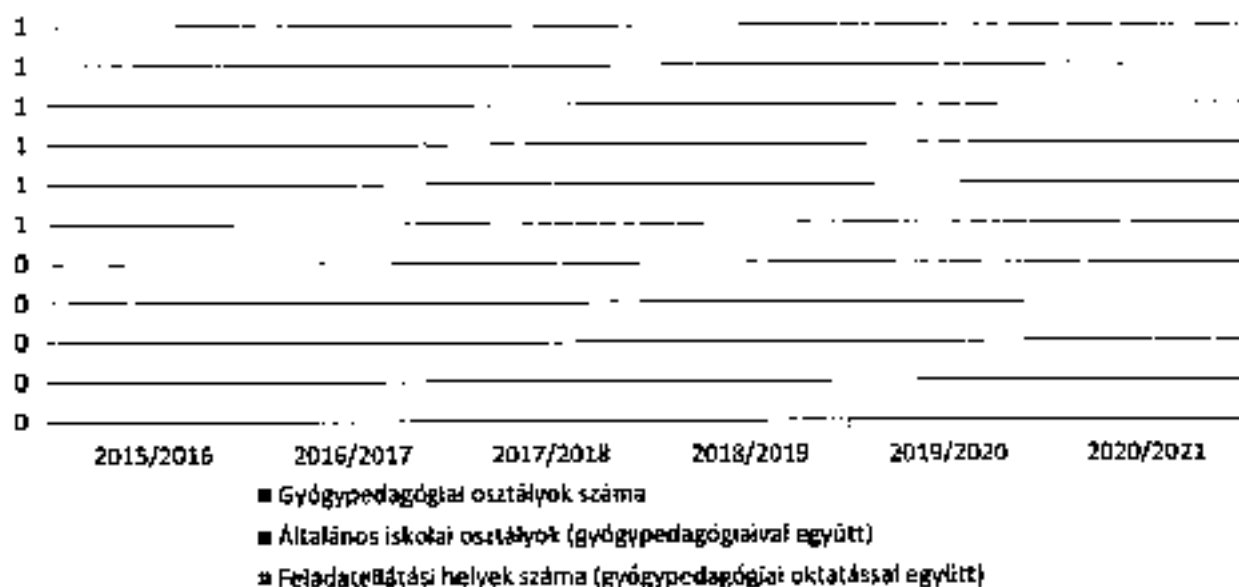 1
1
1
1
1
1
0
0
0
0
0
2015/2016 2016/2017 2017/2018 2018/2019 2019/2020 2020/2021
Gyógypedagógiai osztályok száma
Általános iskolai osztályok (gyógypedagógiaival együtt)
Feladatellátási helyek száma (gyógypedagógiai oktatással együtt)